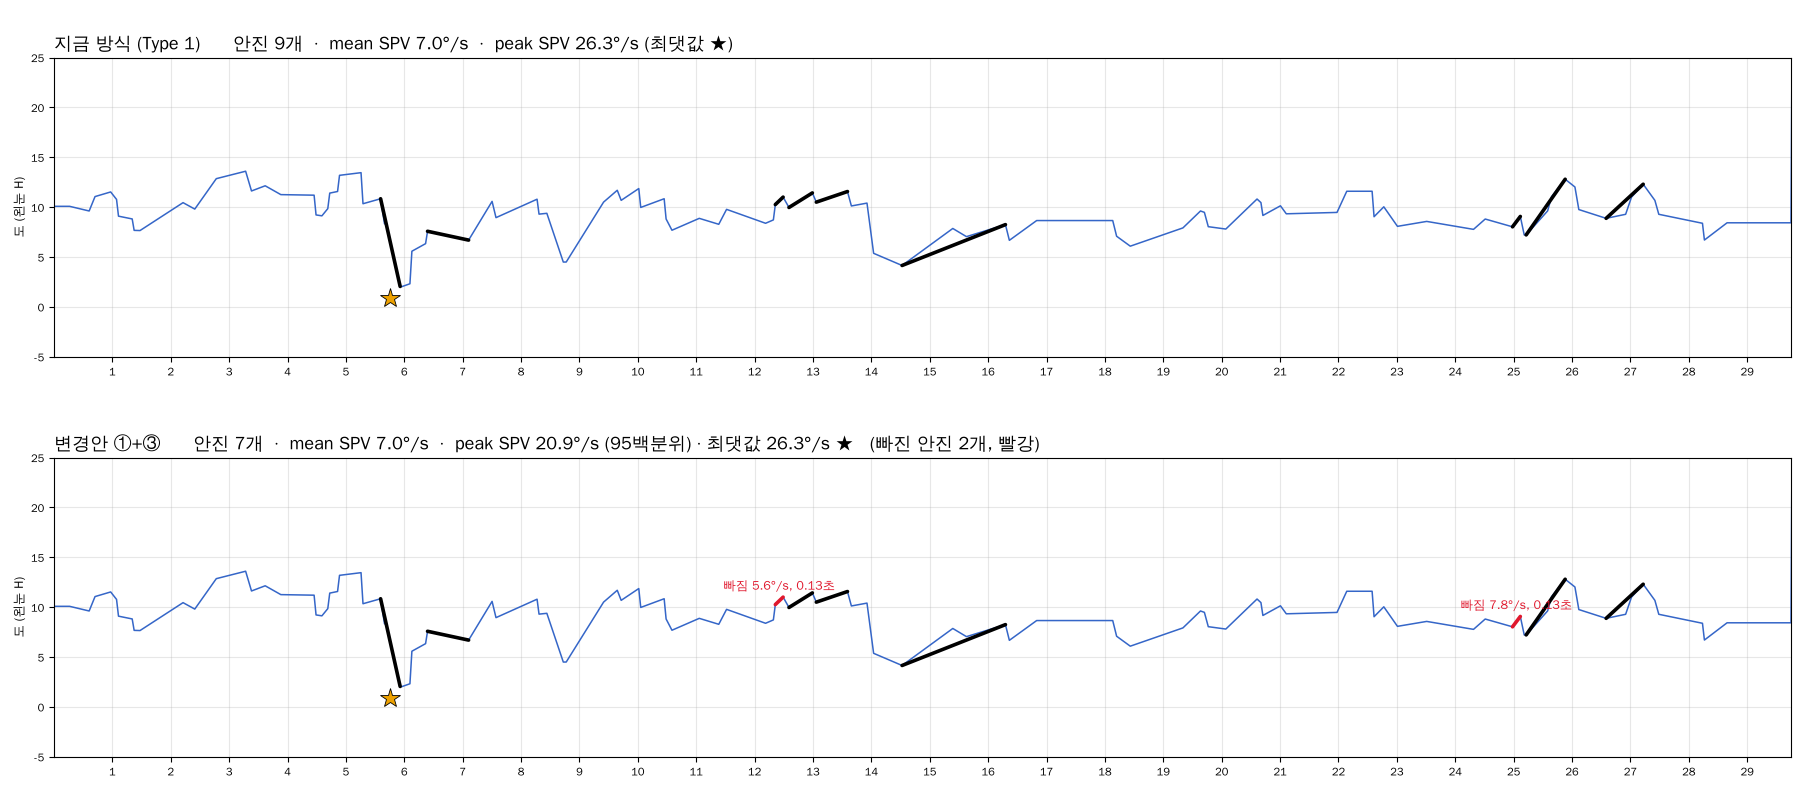 지금 방식 (Type 1) 안진 9개 · mean SPV 7.0°/s · peak SPV 26.3°/s (최댓값 ★)
25
20
15
10
5
0
-5
도 (왼눈 H)
1 2 3 4 5 6 7 8 9 10 11 12 13 14 15 16 17 18 19 20 21 22 23 24 25 26 27 28 29
변경안 ①+③ 안진 7개 · mean SPV 7.0°/s · peak SPV 20.9°/s (95백분위) · 최댓값 26.3°/s ★ (빠진 안진 2개, 빨강)
25
20
15
10
5
0
-5
도 (왼눈 H)
빠짐 5.6°/s, 0.13초
빠짐 7.8°/s, 0.13초
1 2 3 4 5 6 7 8 9 10 11 12 13 14 15 16 17 18 19 20 21 22 23 24 25 26 27 28 29